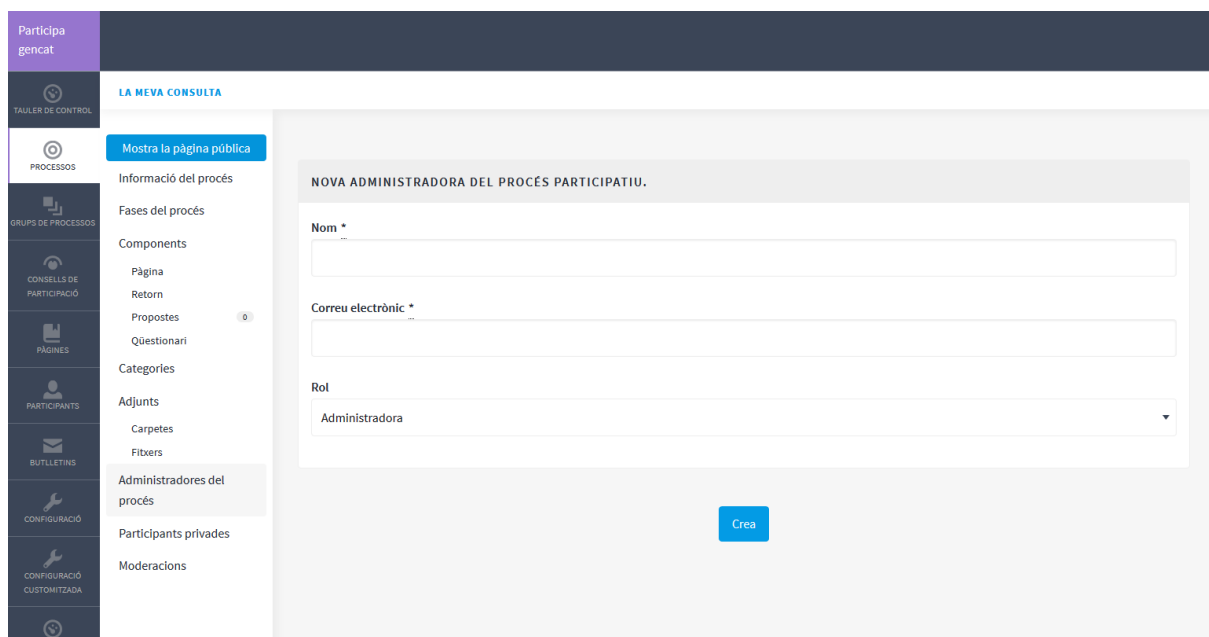 Participa
gencat
TAULER DE CONTROL
PROCESSOS
GRUPS DE PROCESSOS
CONSELLS DE
PARTICIPACIÓ
PÀGINES
PARTICIPANTS
BUTLLETINS
CONFIGURACIÓ
CONFIGURACIÓ
CUSTOMITZADA
LA MEVA CONSULTA
Mostra la pàgina pública
Informació del procés
Fases del procés
Components
Pàgina
Retorn
Propostes 0
Qüestionari
Categories
Adjunts
Carpetes
Fitxers
Administradores del
procés
Participants privades
Moderacions
NOVA ADMINISTRADORA DEL PROCÉS PARTICIPATIU.
Nom *
Correu electrònic *
Rol
Administradora
Crea